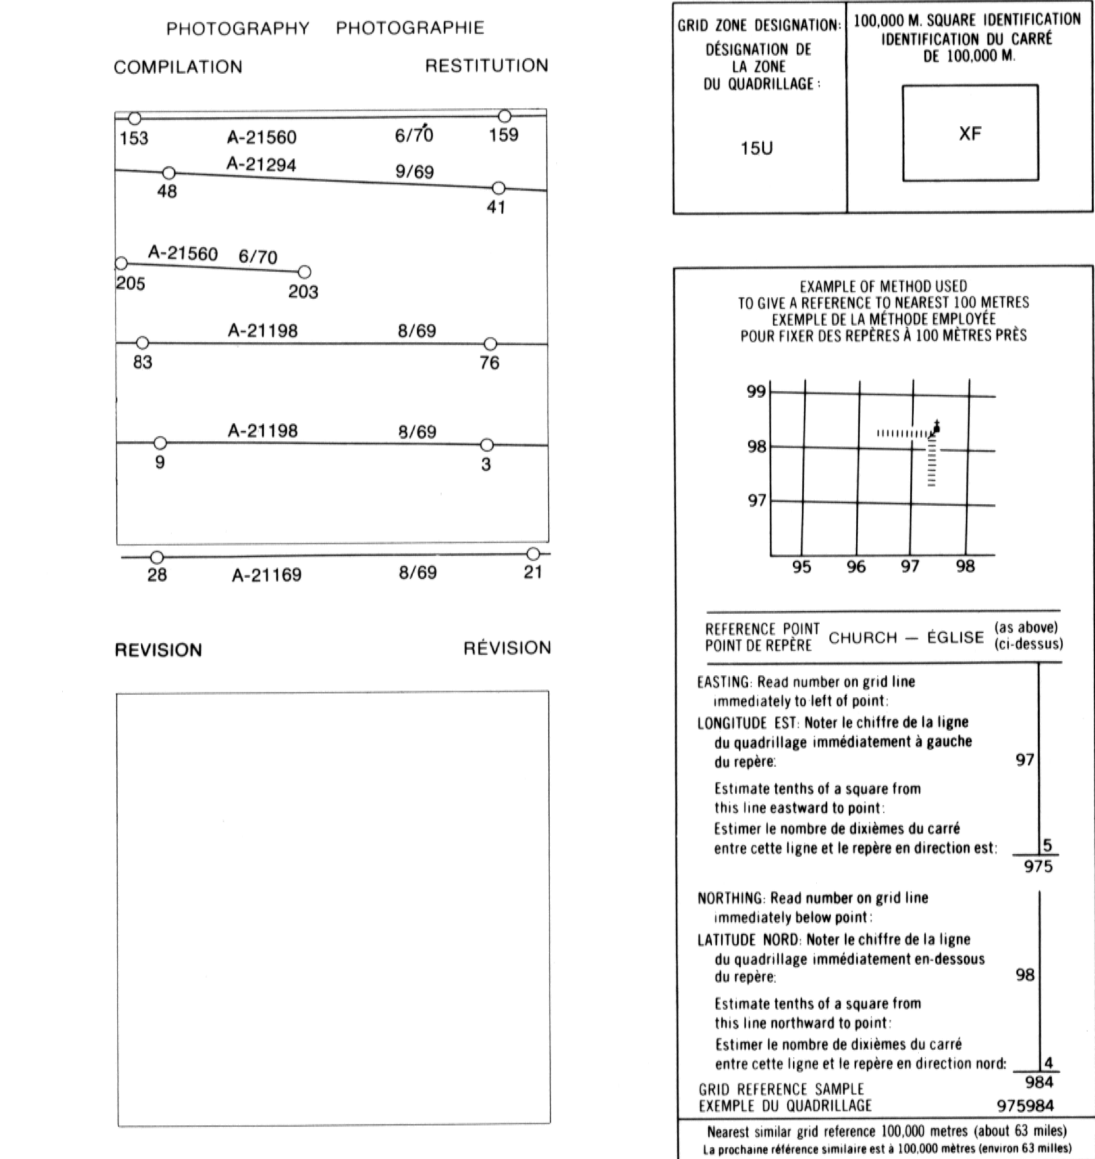 PHOTOGRAPHY PHOTOGRAPHIE
COMPILATION RESTITUTION
153 A-21560 6/70 159
A-21294 9/69
48 41
A-21560 6/70
205 203
A-21198 8/69
83 76
A-21198 8/69
9 3
28 A-21169 8/69 21
REVISION RÉVISION
GRID ZONE DESIGNATION:
DÉSIGNATION DE
LA ZONE
DU QUADRILLAGE :
15U
100,000 M. SQUARE IDENTIFICATION
IDENTIFICATION DU CARRÉ
DE 100,000 M.
XF
EXAMPLE OF METHOD USED
TO GIVE A REFERENCE TO NEAREST 100 METRES
EXEMPLE DE LA MÉTHODE EMPLOYÉE
POUR FIXER DES REPÈRES À 100 MÈTRES PRÈS
99
98
97
95 96 97 98
REFERENCE POINT
POINT DE REPÈRE
CHURCH — ÉGLISE
(as above)
(ci-dessus)
EASTING: Read number on grid line
immediately to left of point:
LONGITUDE EST: Noter le chiffre de la ligne
du quadrillage immédiatement à gauche
du repère: 97
Estimate tenths of a square from
this line eastward to point:
Estimer le nombre de dixièmes du carré
entre cette ligne et le repère en direction est: 5
975
NORTHING: Read number on grid line
immediately below point:
LATITUDE NORD: Noter le chiffre de la ligne
du quadrillage immédiatement en-dessous
du repère: 98
Estimate tenths of a square from
this line northward to point:
Estimer le nombre de dixièmes du carré
entre cette ligne et le repère en direction nord: 4
984
GRID REFERENCE SAMPLE
EXEMPLE DU QUADRILLAGE 975984
Nearest similar grid reference 100,000 metres (about 63 miles)
La prochaine référence similaire est à 100,000 mètres (environ 63 milles)